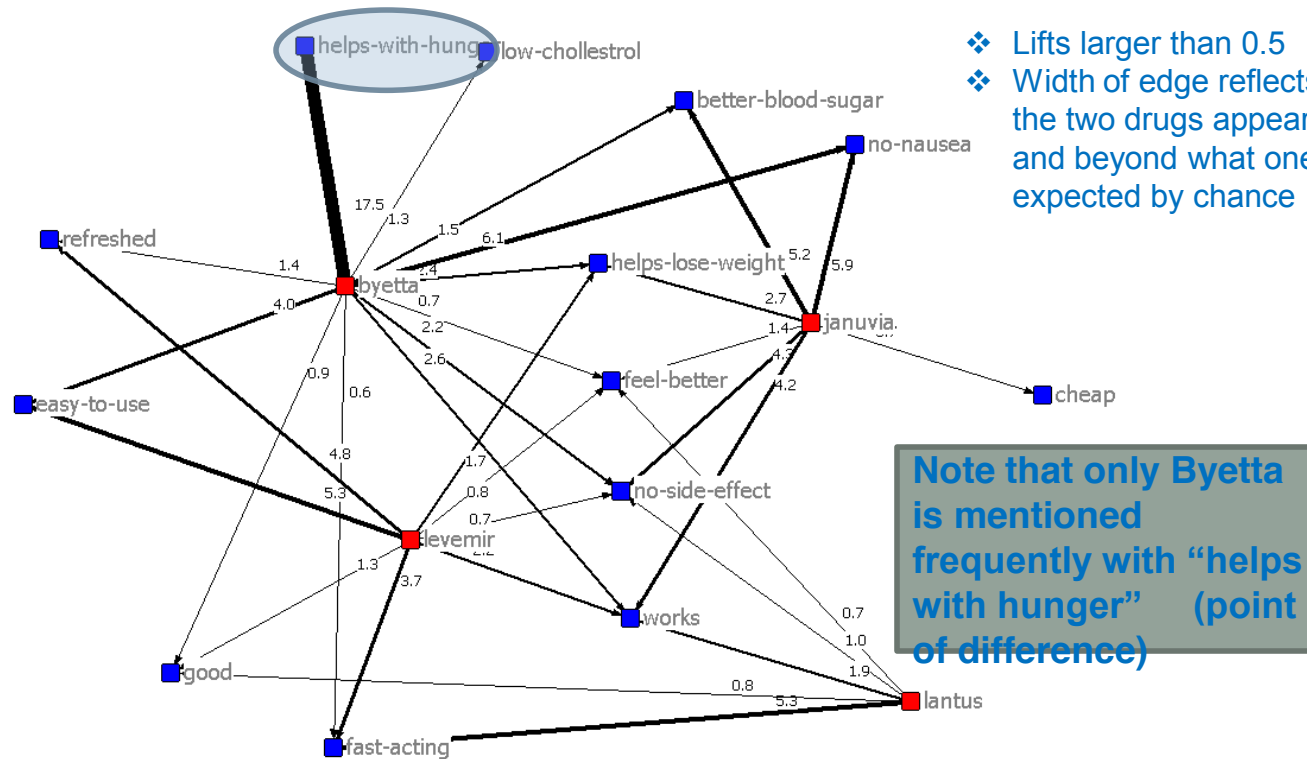 helps-with-hung
low-chollestrol
❖ Lifts larger than 0.5
❖ Width of edge reflects
the two drugs appear
and beyond what one
expected by chance
better-blood-sugar
no-nausea
17.5
1.3
1.5
6.1
refreshed
1.4
2.4
helps-lose-weight
5.2
5.9
byetta
4.0
0.7
2.7
2.2
januvia
1.4
2.6
4.3
0.9
0.6
feel-better
4.2
easy-to-use
cheap
4.8
1.7
5.3
0.8
no-side-effect
0.7
levemir
2.2
1.3
3.7
works
0.7
1.0
1.9
good
0.8
5.3
lantus
fast-acting
Note that only Byetta
is mentioned
frequently with “helps
with hunger” (point
of difference)